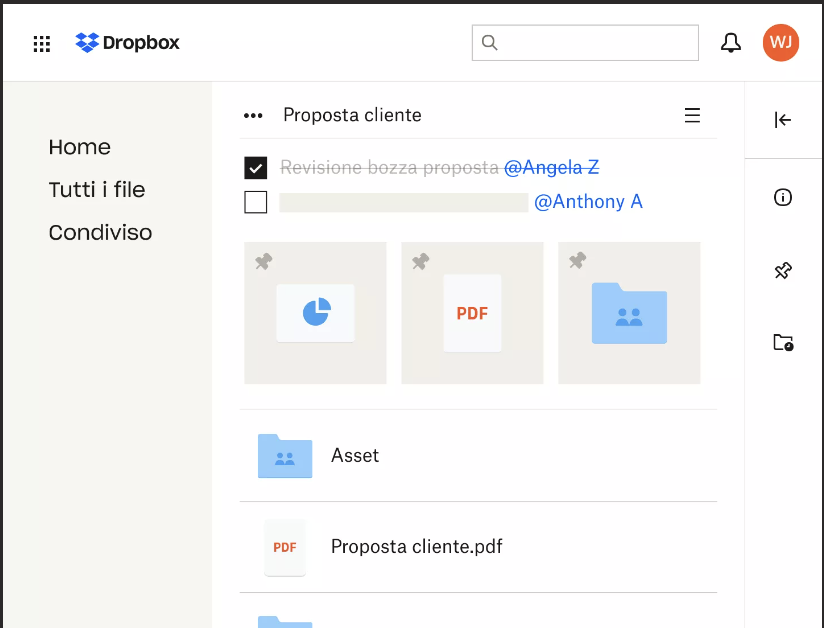 Dropbox
WJ
Home
Tutti i file
Condiviso
Proposta cliente
Revisione bozza proposta @Angela Z
@Anthony A
PDF
Asset
PDF
Proposta cliente.pdf